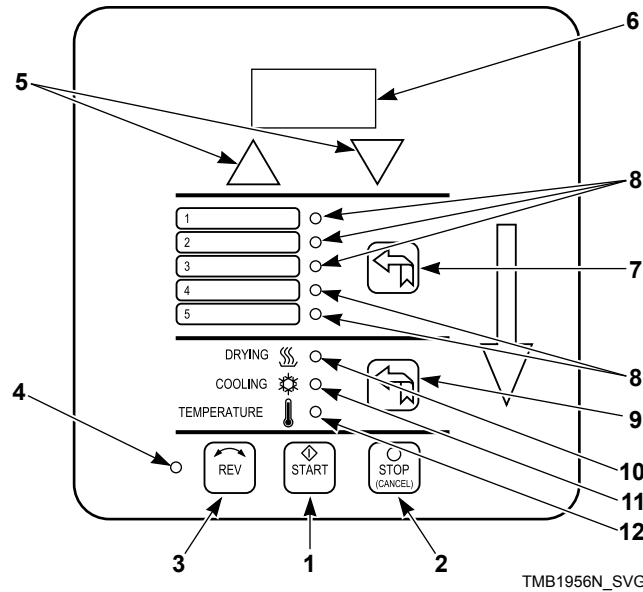 6
5
8
1
2
3
7
4
5
8
DRYING
COOLING
9
4
TEMPERATURE
10
REV
START
STOP
(CANCEL)
11
12
3
1
2
TMB1956N_SVG